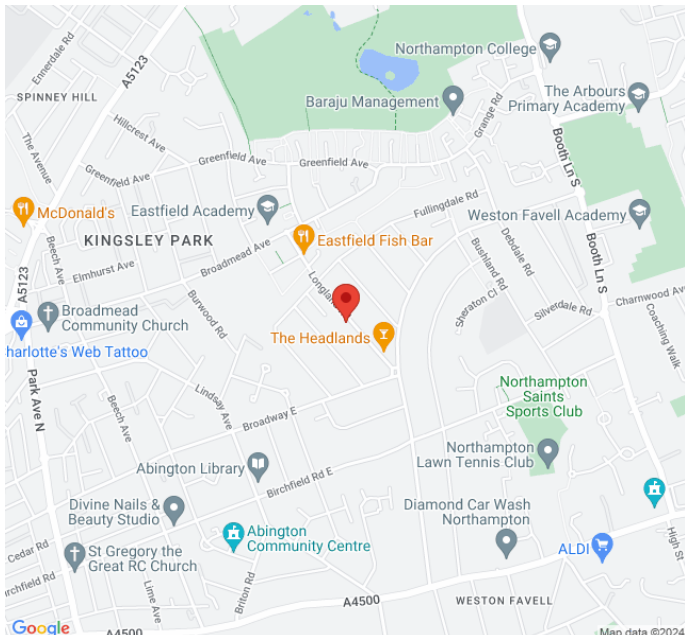 Ennerdale Rd
A5123
Northampton College
SPINNEY HILL
The Arbours
Primary Academy
Baraju Management
Grange Rd
Hillcrest Ave
The Avenue
Booth Ln S
Greenfield Ave
Greenfield Ave
McDonald's
Eastfield Academy
Fullingdale Rd
Weston Favell Academy
KINGSLEY PARK
Eastfield Fish Bar
Broadmead Ave
Beech Ave
Elmhurst Ave
Bushland Rd
Debdale Rd
Booth Ln S
A5123
Burwood Rd
Sheraton Cl
Silverdale Rd
Charnwood Ave
Broadmead
Community Church
The Headlands
Coaching Walk
harlotte's Web Tattoo
Park Ave N
Lindsay Ave
Northampton
Saints
Sports Club
Beech Ave
Broadway E
Northampton
Lawn Tennis Club
Abington Library
Birchfield Rd E
Divine Nails &
Beauty Studio
Diamond Car Wash
Northampton
Abington
Community Centre
ALDI
High St
Cedar Rd
St Gregory the
Great RC Church
Lime Ave
Briton Rd
A4500
WESTON FAVELL
Google
A4500
Map data ©2024